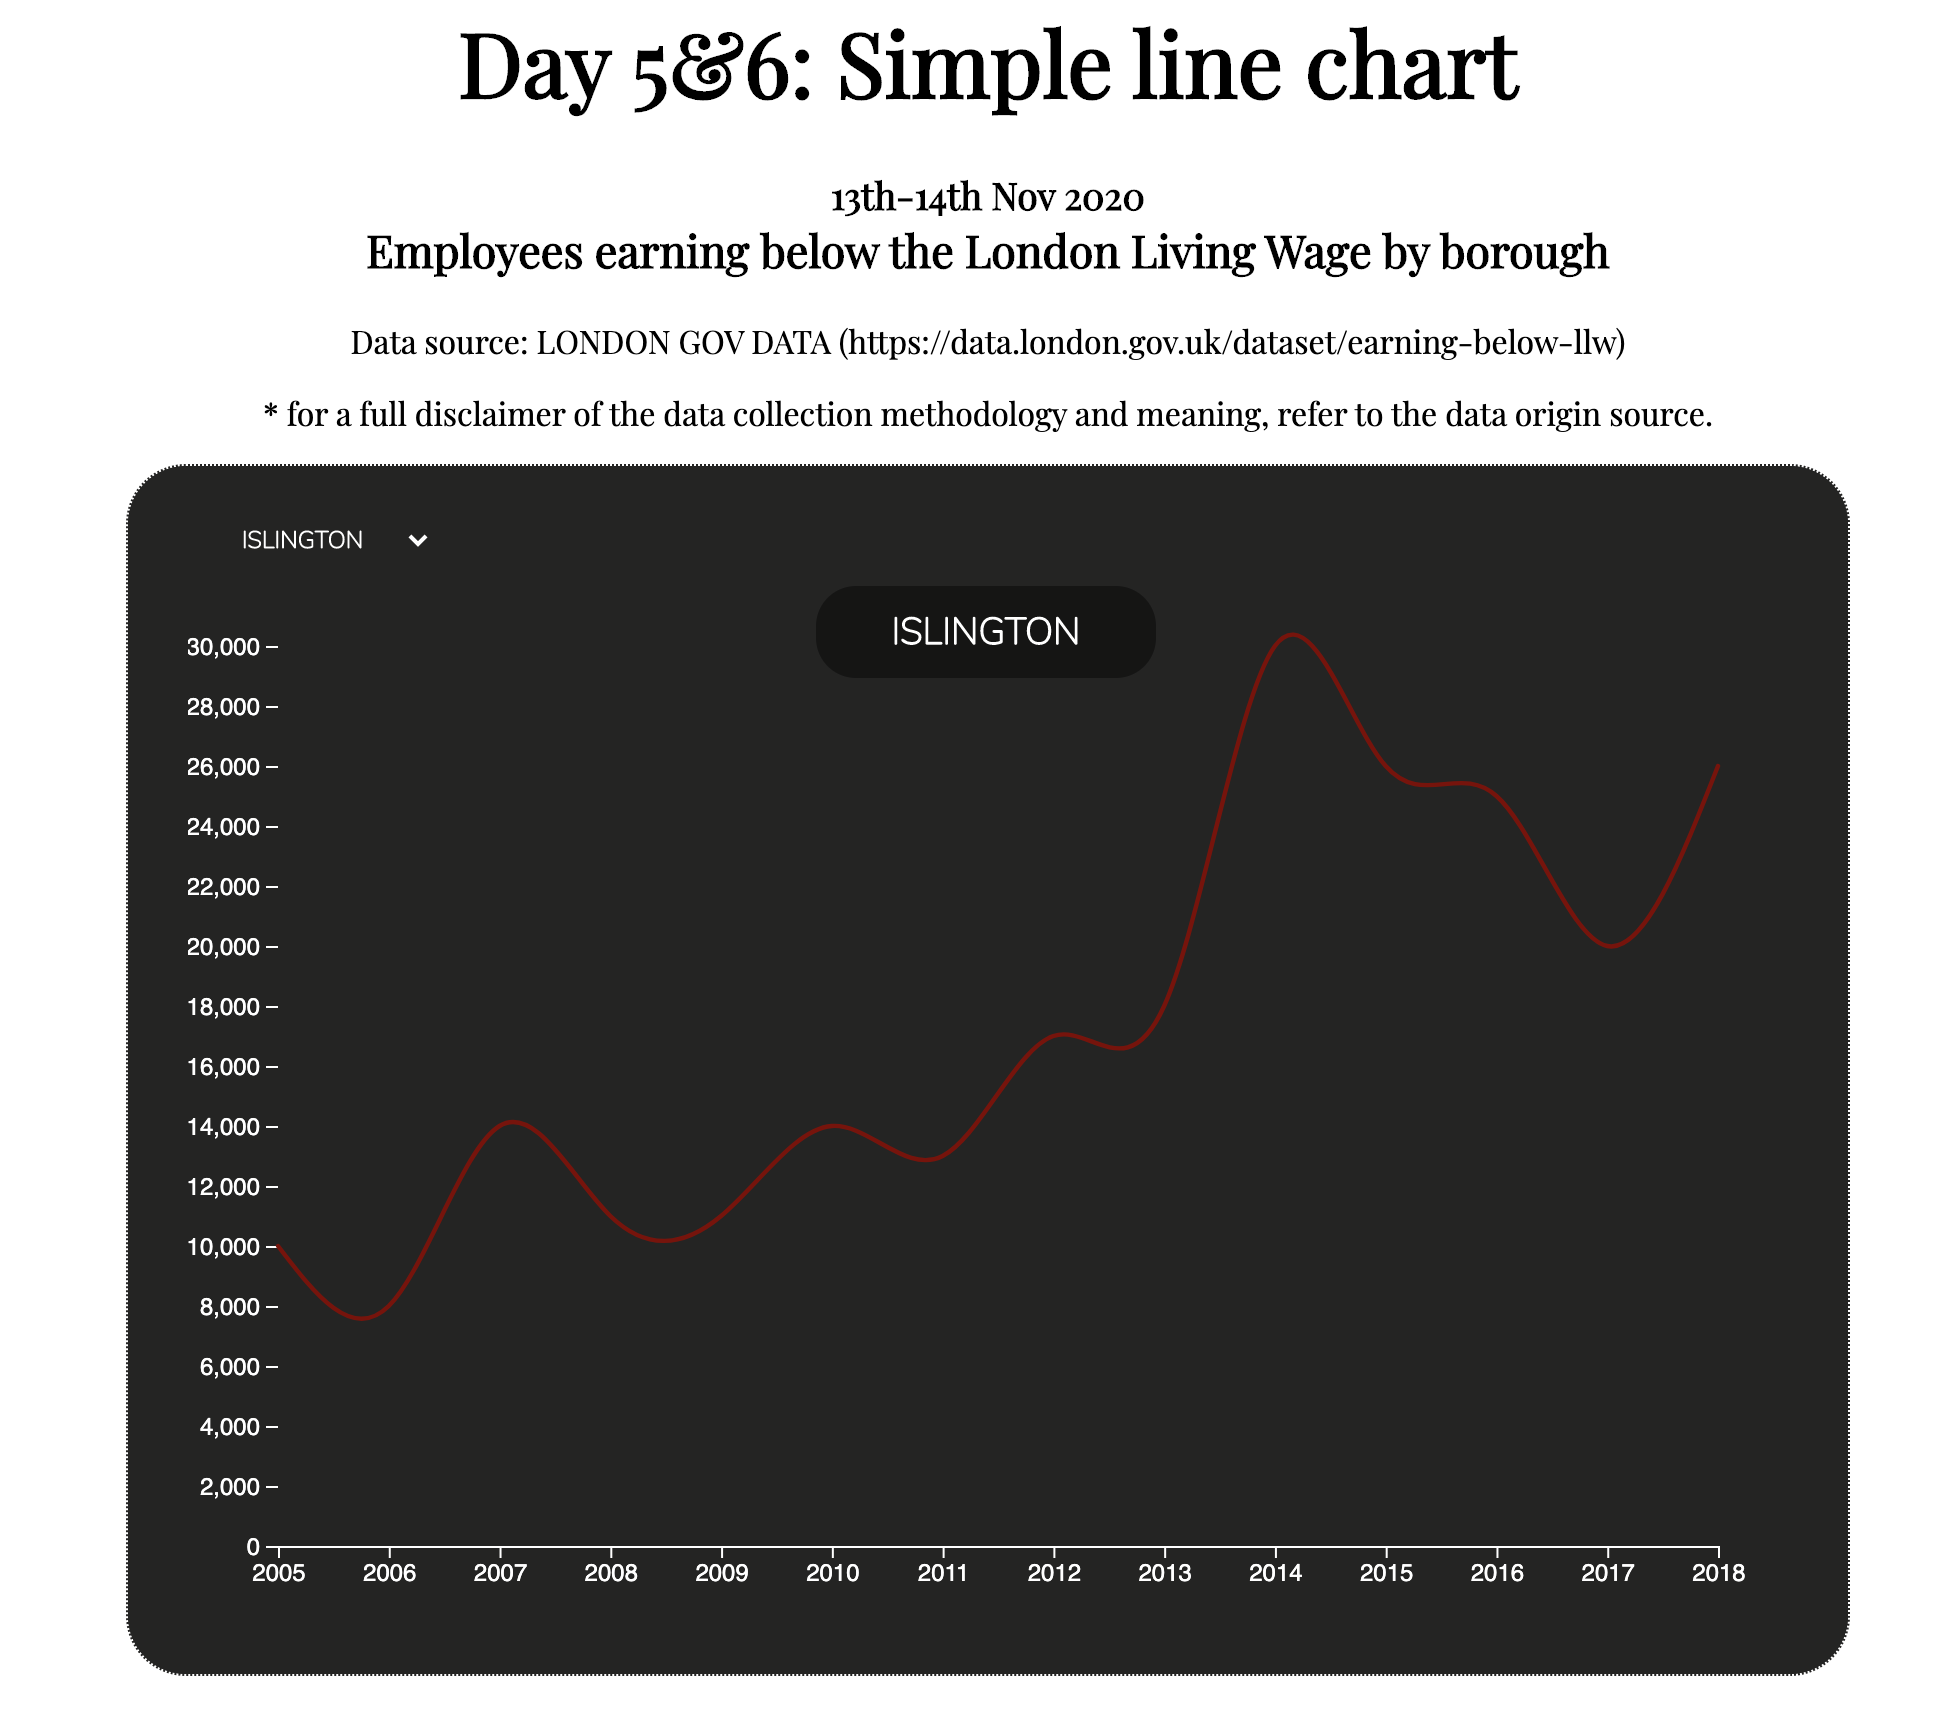 Day 5&6: Simple line chart
13th-14th Nov 2020
Employees earning below the London Living Wage by borough
Data source: LONDON GOV DATA (https://data.london.gov.uk/dataset/earning-below-llw)
* for a full disclaimer of the data collection methodology and meaning, refer to the data origin source.
ISLINGTON
ISLINGTON
30,000
28,000
26,000
24,000
22,000
20,000
18,000
16,000
14,000
12,000
10,000
8,000
6,000
4,000
2,000
0
2005 2006 2007 2008 2009 2010 2011 2012 2013 2014 2015 2016 2017 2018